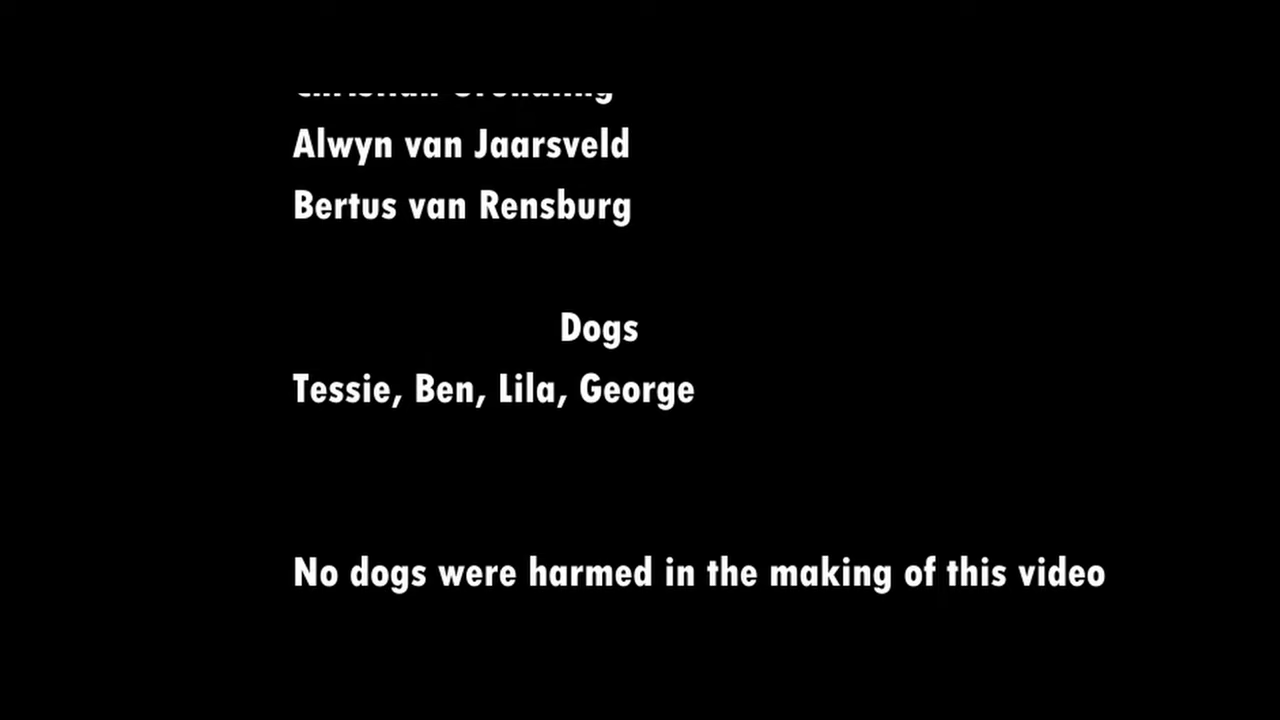 Alwyn van Jaarsveld
Bertus van Rensburg
Dogs
Tessie, Ben, Lila, George
No dogs were harmed in the making of this video